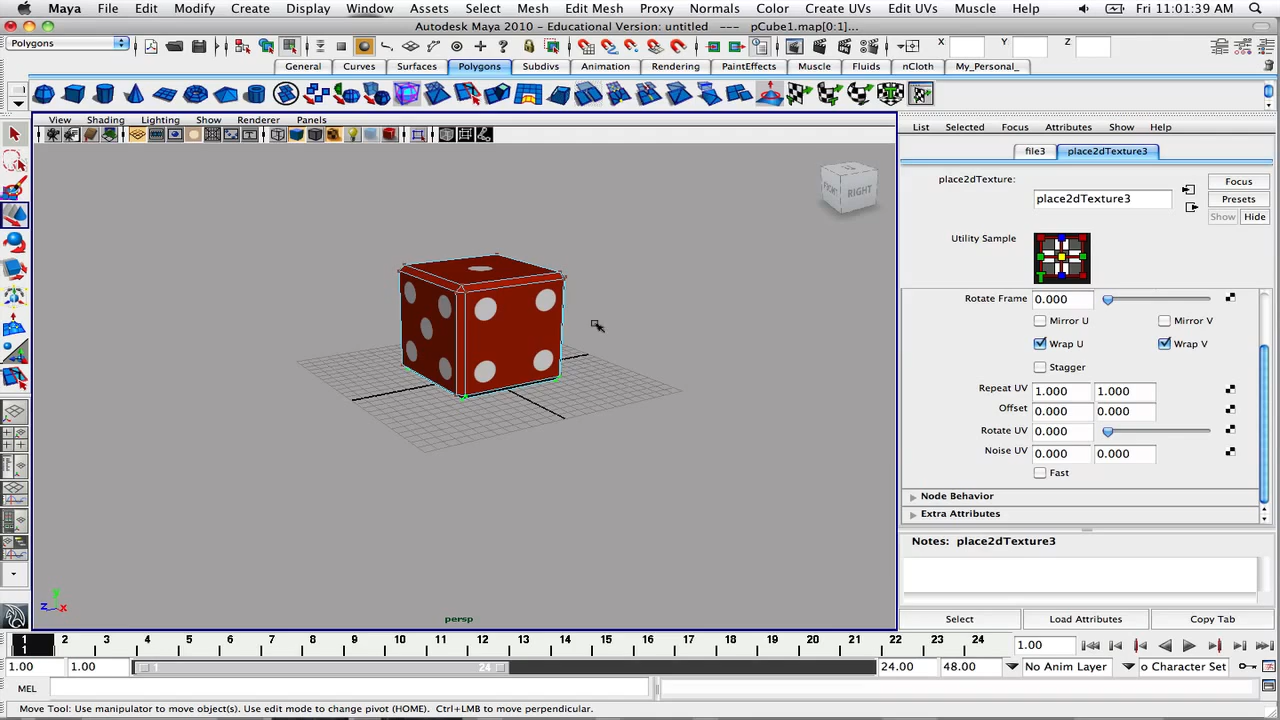 Maya File Edit Modify Create Display Window Assets Select Mesh Edit Mesh Proxy Normals Color Create UVs Edit UVs Muscle Help Fri 11:01:39 AM
Autodesk Maya 2010 - Educational Version: untitled --- pCube1.map[0:1]...
Polygons X Y Z
General Curves Surfaces Polygons Subdivs Animation Rendering PaintEffects Muscle Fluids nCloth My_Personal_
View Shading Lighting Show Renderer Panels
List Selected Focus Attributes Show Help
file3 place2dTexture3
place2dTexture: place2dTexture3
Focus
Presets
Show Hide
FRONT RIGHT
Utility Sample
Rotate Frame 0.000
Mirror U Mirror V
Wrap U Wrap V
Stagger
Repeat UV 1.000 1.000
Offset 0.000 0.000
Rotate UV 0.000
Noise UV 0.000 0.000
Fast
Node Behavior
Extra Attributes
Notes: place2dTexture3
y
z x
persp
Select Load Attributes Copy Tab
1 2 3 4 5 6 7 8 9 10 11 12 13 14 15 16 17 18 19 20 21 22 23 24 1.00
1
1.00 1.00 1 24 24.00 48.00 No Anim Layer o Character Set
MEL
Move Tool: Use manipulator to move object(s). Use edit mode to change pivot (HOME). Ctrl+LMB to move perpendicular.